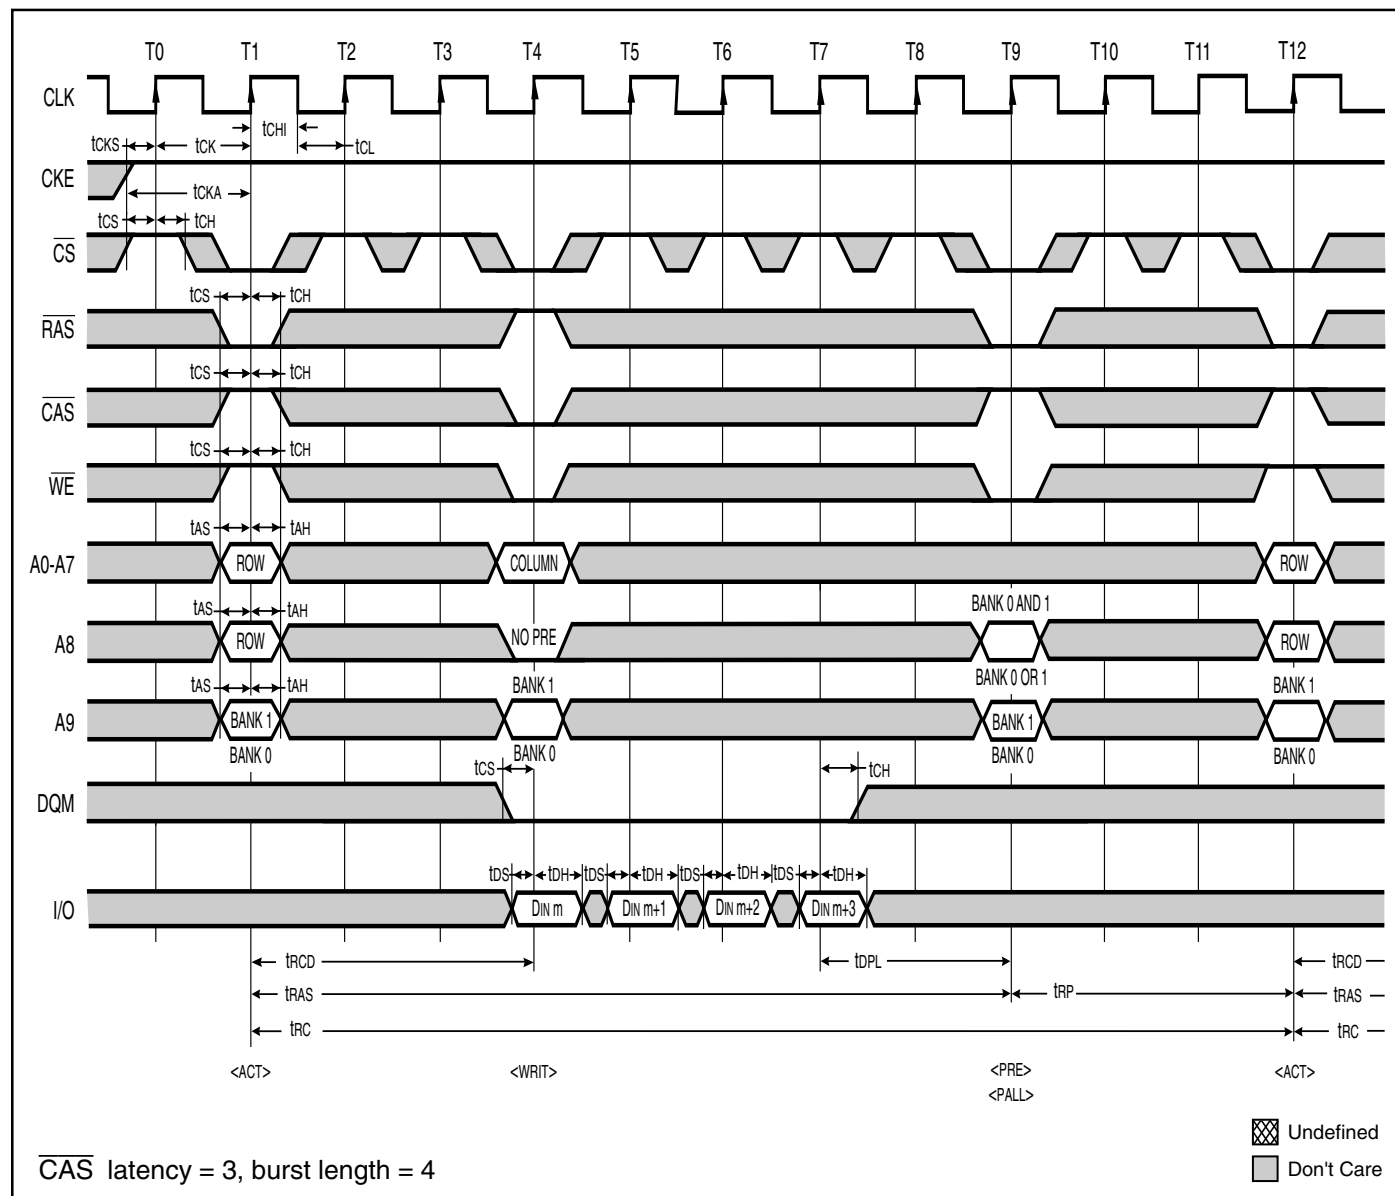 T0 T1 T2 T3 T4 T5 T6 T7 T8 T9 T10 T11 T12
CLK
tCHI
tCKS tCK tCL
CKE
tCKA
tCS tCH
CS
tCS tCH
RAS
tCS tCH
CAS
tCS tCH
WE
tAS tAH
A0-A7 ROW COLUMN ROW
BANK 0 AND 1
tAS tAH
A8 ROW NO PRE ROW
BANK 0 OR 1
tAS tAH BANK 1 BANK 1
A9 BANK 1 BANK 1
BANK 0 BANK 0 BANK 0 BANK 0
tCS tCH
DQM
tDS tDH tDS tDH tDS tDH tDS tDH
I/O DIN m DIN m+1 DIN m+2 DIN m+3
tRCD tDPL tRCD
tRAS tRP tRAS
tRC tRC
<ACT> <WRIT> <PRE> <ACT>
<PALL>
Undefined
CAS latency = 3, burst length = 4
Don't Care